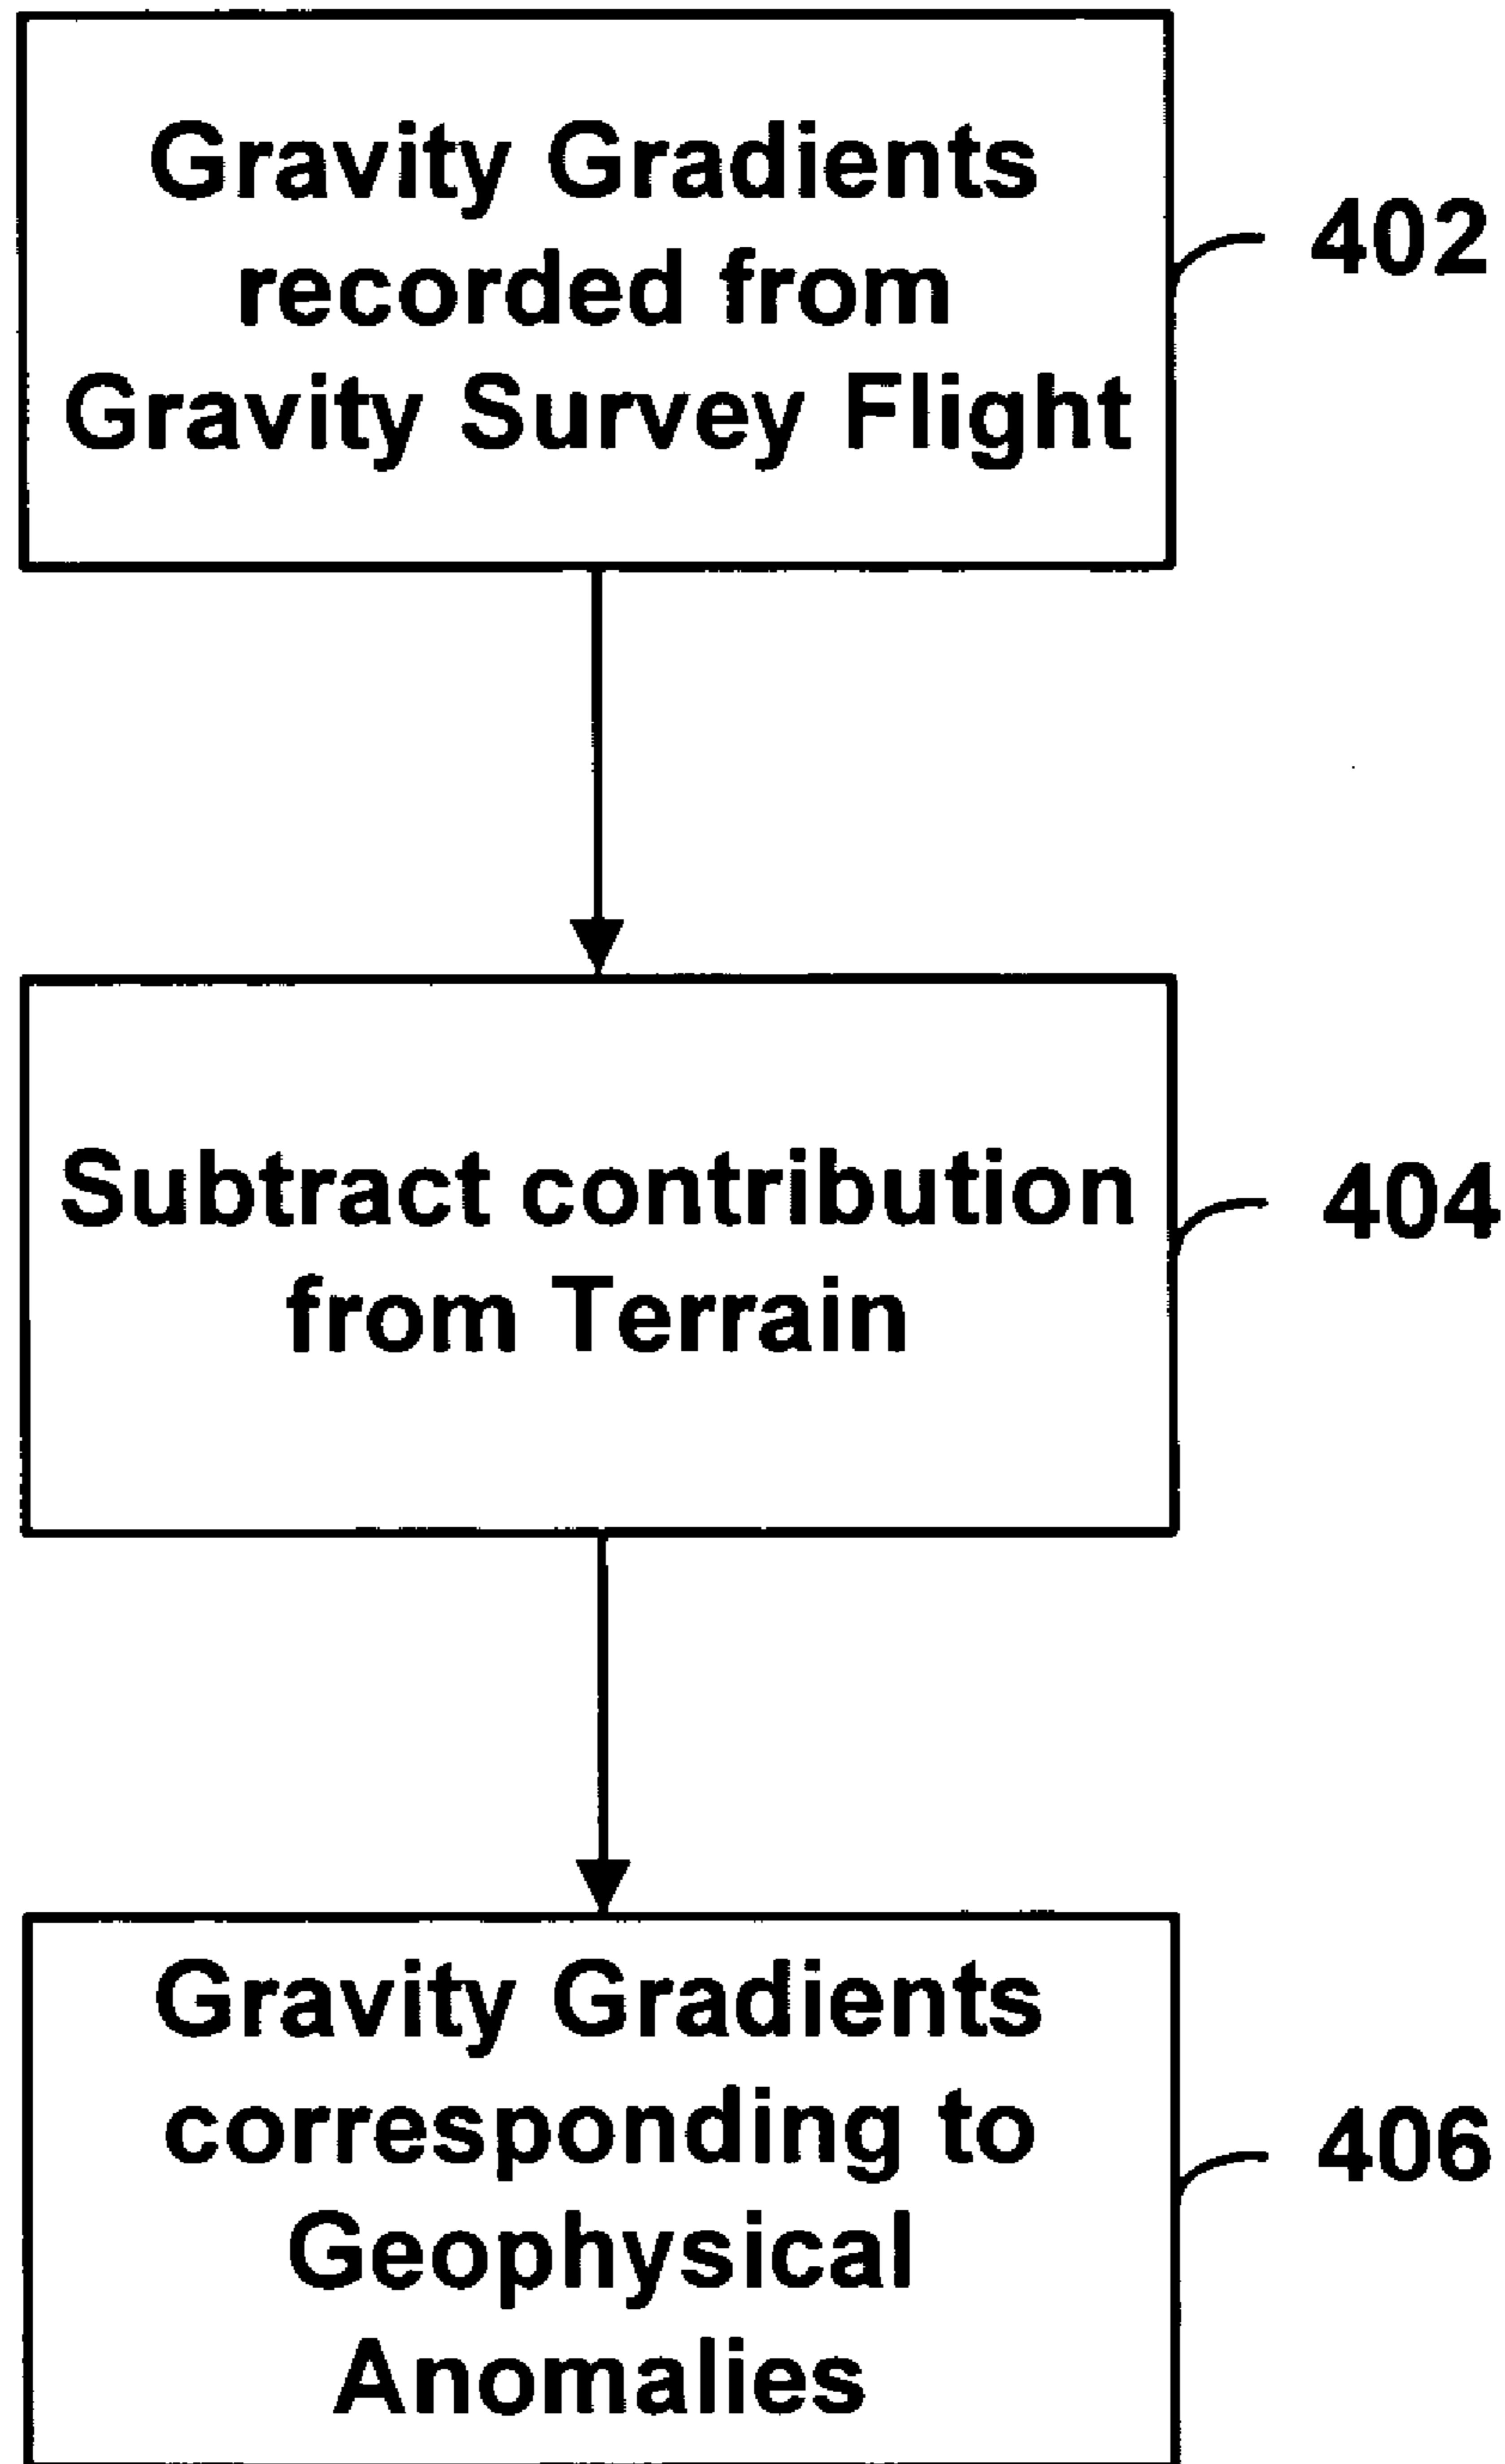 Gravity Gradients
recorded from
Gravity Survey Flight
402
Subtract contribution
from Terrain
404
Gravity Gradients
corresponding to
Geophysical
Anomalies
406